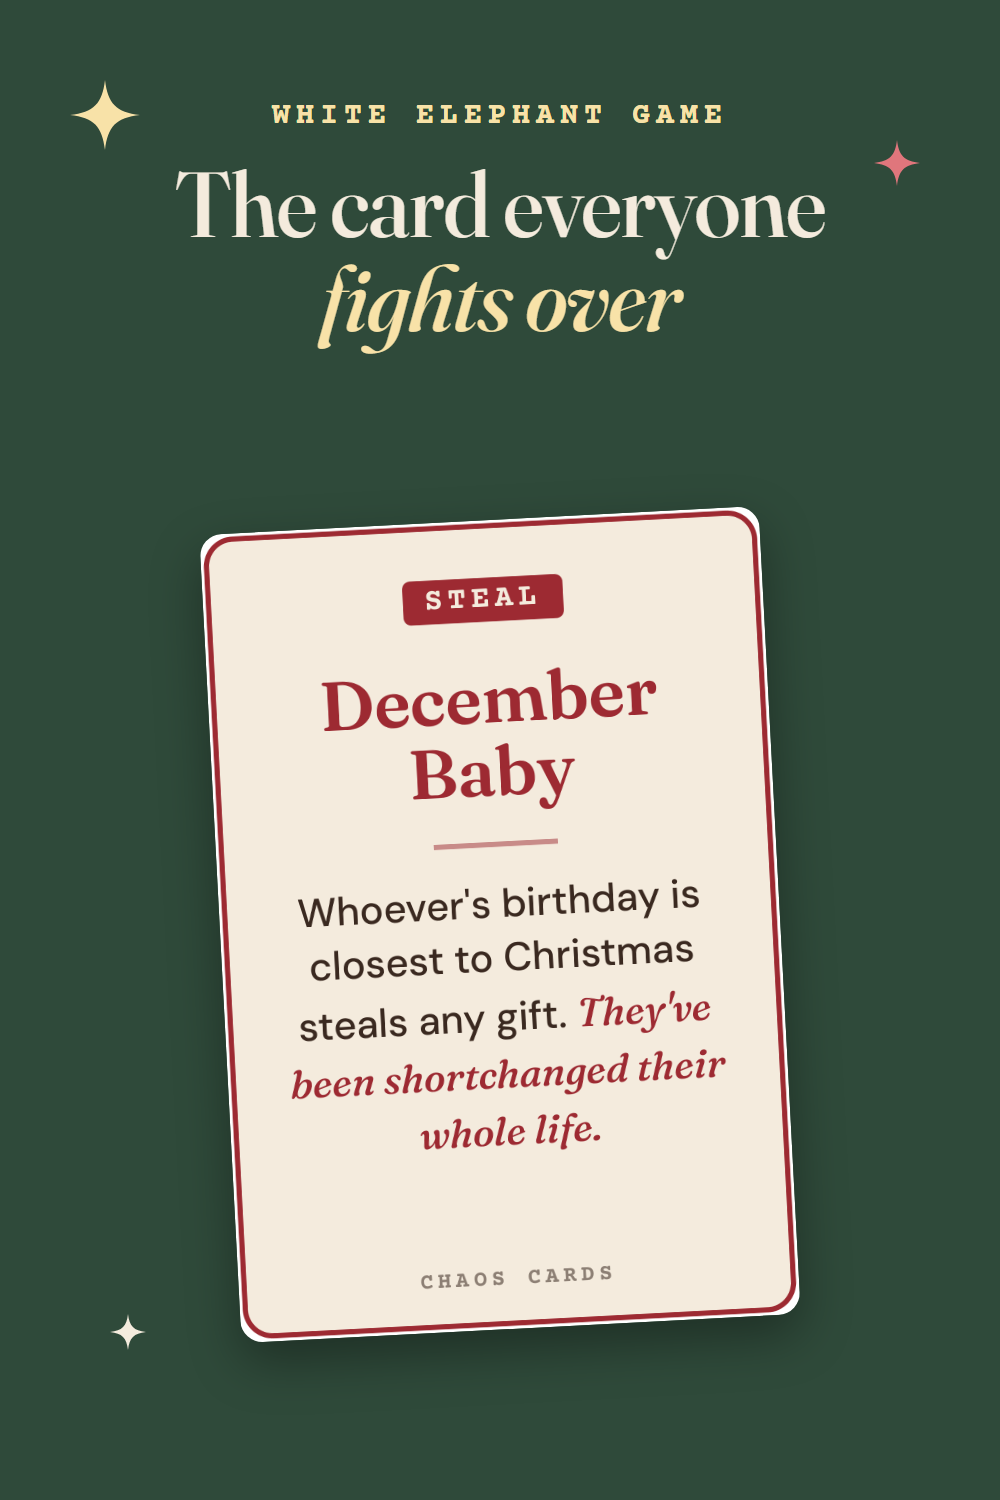 WHITE ELEPHANT GAME
The card everyone
fights over
STEAL
December
Baby
Whoever's birthday is
closest to Christmas
steals any gift. They've
been shortchanged their
whole life.
CHAOS CARDS